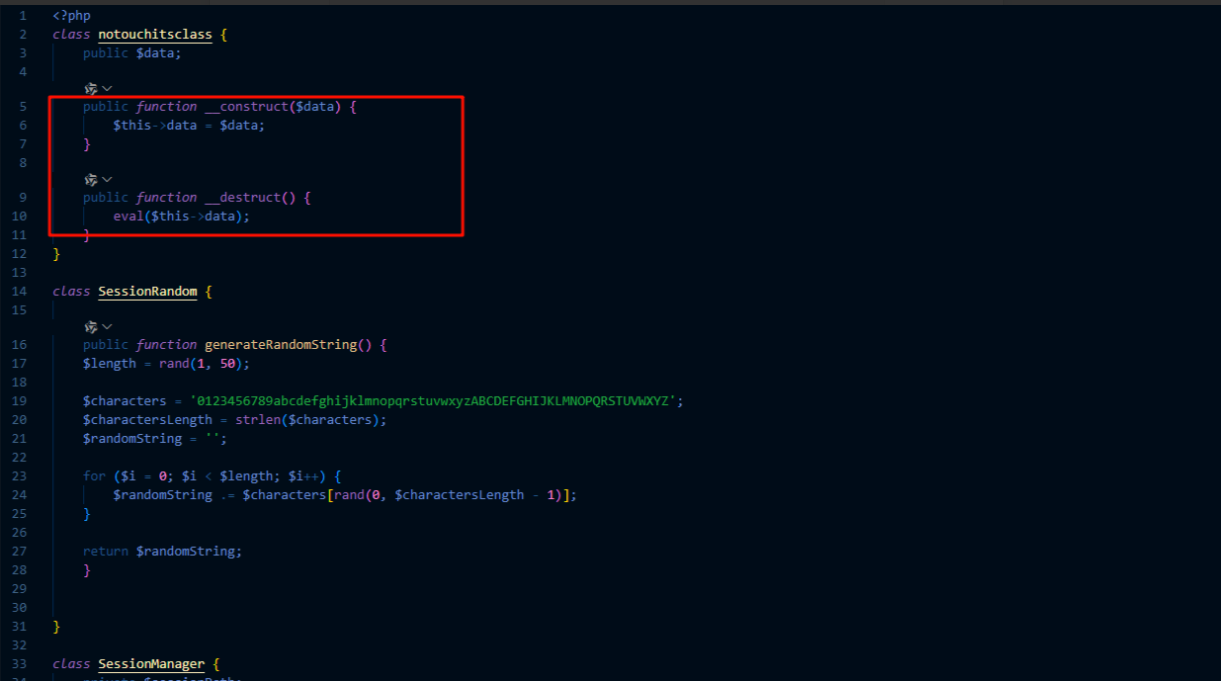 1 <?php
2 class notouchitsclass {
3 public $data;
4
5 public function __construct($data) {
6 $this->data = $data;
7 }
8
9 public function __destruct() {
10 eval($this->data);
11 }
12 }
13
14 class SessionRandom {
15
16 public function generateRandomString() {
17 $length = rand(1, 50);
18
19 $characters = '0123456789abcdefghijklmnopqrstuvwxyzABCDEFGHIJKLMNOPQRSTUVWXYZ';
20 $charactersLength = strlen($characters);
21 $randomString = '';
22
23 for ($i = 0; $i < $length; $i++) {
24 $randomString .= $characters[rand(0, $charactersLength - 1)];
25 }
26
27 return $randomString;
28 }
29
30
31 }
32
33 class SessionManager {
34 private $sessionPath;